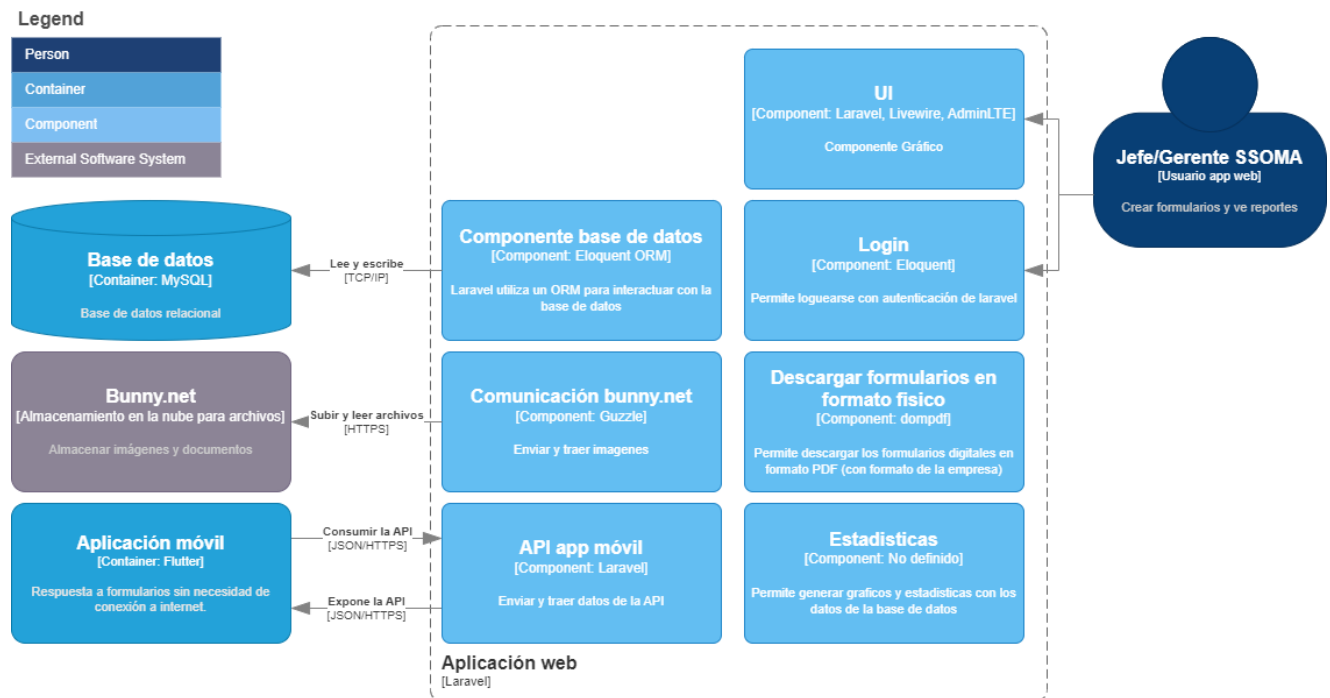 Legend
Person
Container
Component
External Software System
UI
[Component: Laravel, Livewire, AdminLTE]
Componente Gráfico
Jefe/Gerente SSOMA
[Usuario app web]
Crear formularios y ve reportes
Base de datos
[Container: MySQL]
Base de datos relacional
Lee y escribe
[TCP/IP]
Componente base de datos
[Component: Eloquent ORM]
Laravel utiliza un ORM para interactuar con la
base de datos
Login
[Component: Eloquent]
Permite loguearse con autenticación de laravel
Bunny.net
[Almacenamiento en la nube para archivos]
Almacenar imágenes y documentos
Subir y leer archivos
[HTTPS]
Comunicación bunny.net
[Component: Guzzle]
Enviar y traer imagenes
Descargar formularios en
formato fisico
[Component: dompdf]
Permite descargar los formularios digitales en
formato PDF (con formato de la empresa)
Aplicación móvil
[Container: Flutter]
Respuesta a formularios sin necesidad de
conexión a internet.
Consumir la API
[JSON/HTTPS]
Expone la API
[JSON/HTTPS]
API app móvil
[Component: Laravel]
Enviar y traer datos de la API
Estadisticas
[Component: No definido]
Permite generar graficos y estadisticas con los
datos de la base de datos
Aplicación web
[Laravel]